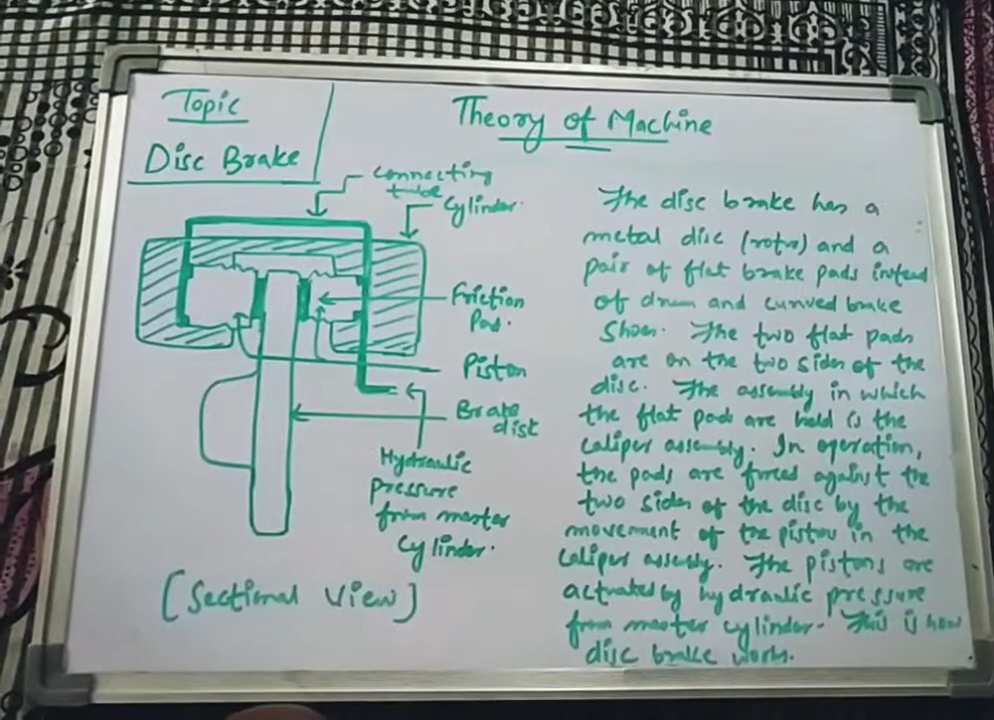 Topic
Disc Brake
Theory of Machine
Connecting
tube
Cylinder.
Friction
Pad.
Piston
Brake
disk
Hydraulic
pressure
from master
cylinder.
[Sectional View]
The disc brake has a
metal disc (rotor) and a
pair of flat brake pads instead
of drum and curved brake
shoes. The two flat pads
are on the two sides of the
disc. The assembly in which
the flat pads are held is the
caliper assembly. In operation,
the pads are forced against the
two sides of the disc by the
movement of the piston in the
caliper assembly. The pistons are
actuated by hydraulic pressure
from master cylinder. This is how
disc brake works.